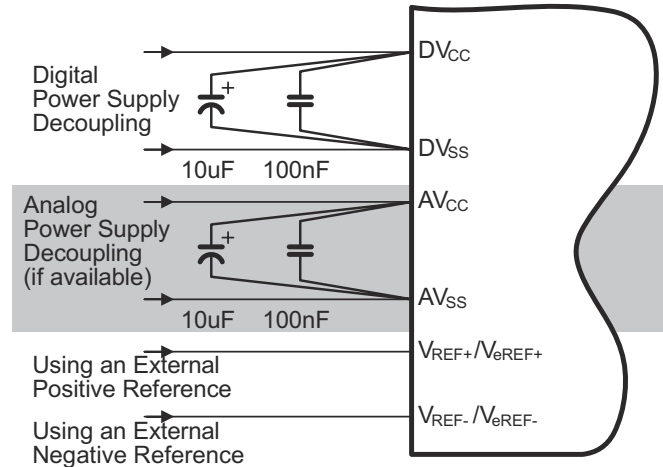 DVCC
Digital
Power Supply
Decoupling
+
DVSS
10uF 100nF
Analog
Power Supply
Decoupling
(if available)
AVCC
+
AVSS
10uF 100nF
Using an External
Positive Reference
VREF+/VeREF+
Using an External
Negative Reference
VREF-/VeREF-